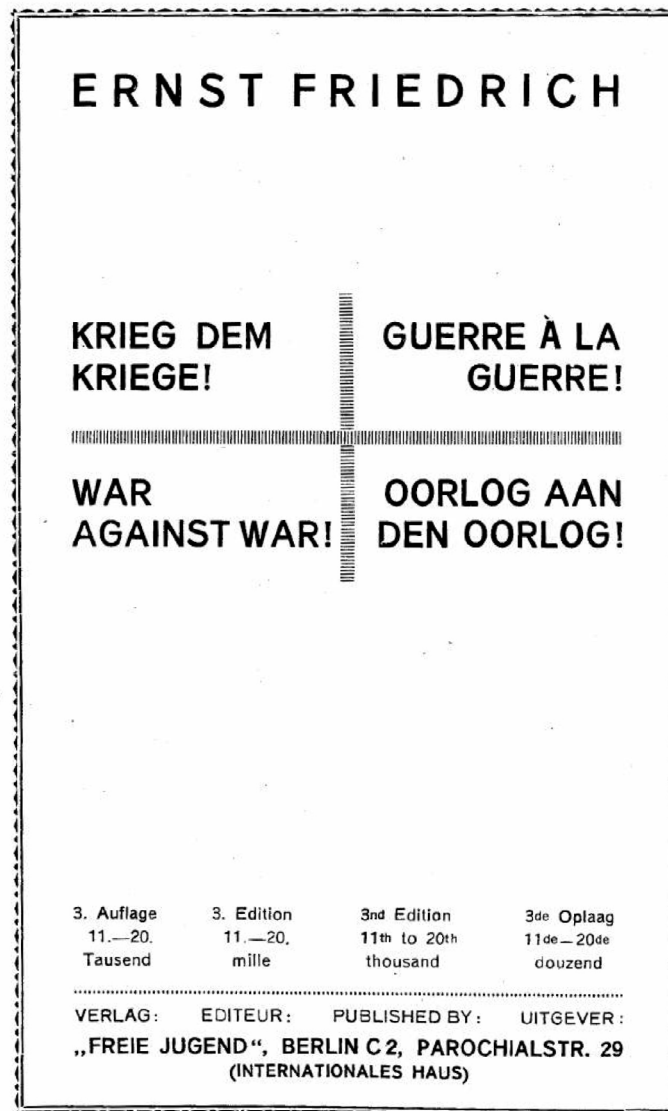 ERNST FRIEDRICH
KRIEG DEM
KRIEGE!
GUERRE À LA
GUERRE!
WAR
AGAINST WAR!
OORLOG AAN
DEN OORLOG!
3. Auflage
11.—20.
Tausend
3. Edition
11.—20.
mille
3nd Edition
11th to 20th
thousand
3de Oplaag
11de—20de
douzend
VERLAG: EDITEUR: PUBLISHED BY: UITGEVER:
„FREIE JUGEND“, BERLIN C 2, PAROCHIALSTR. 29
(INTERNATIONALES HAUS)